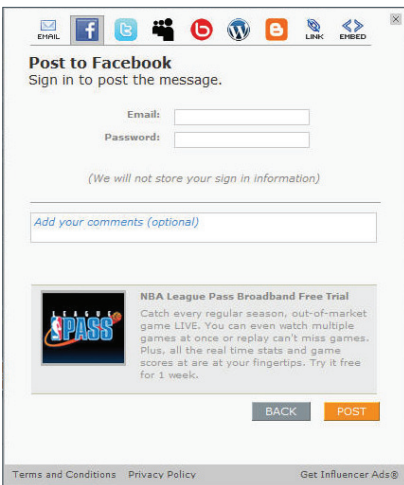 EMAIL LINK EMBED
Post to Facebook
Sign in to post the message.
Email:
Password:
(We will not store your sign in information)
Add your comments (optional)
LEAGUE
PASS
NBA League Pass Broadband Free Trial
Catch every regular season, out-of-market
game LIVE. You can even watch multiple
games at once or replay can't miss games.
Plus, all the real time stats and game
scores at are at your fingertips. Try it free
for 1 week.
BACK POST
Terms and Conditions Privacy Policy Get Influencer Ads®